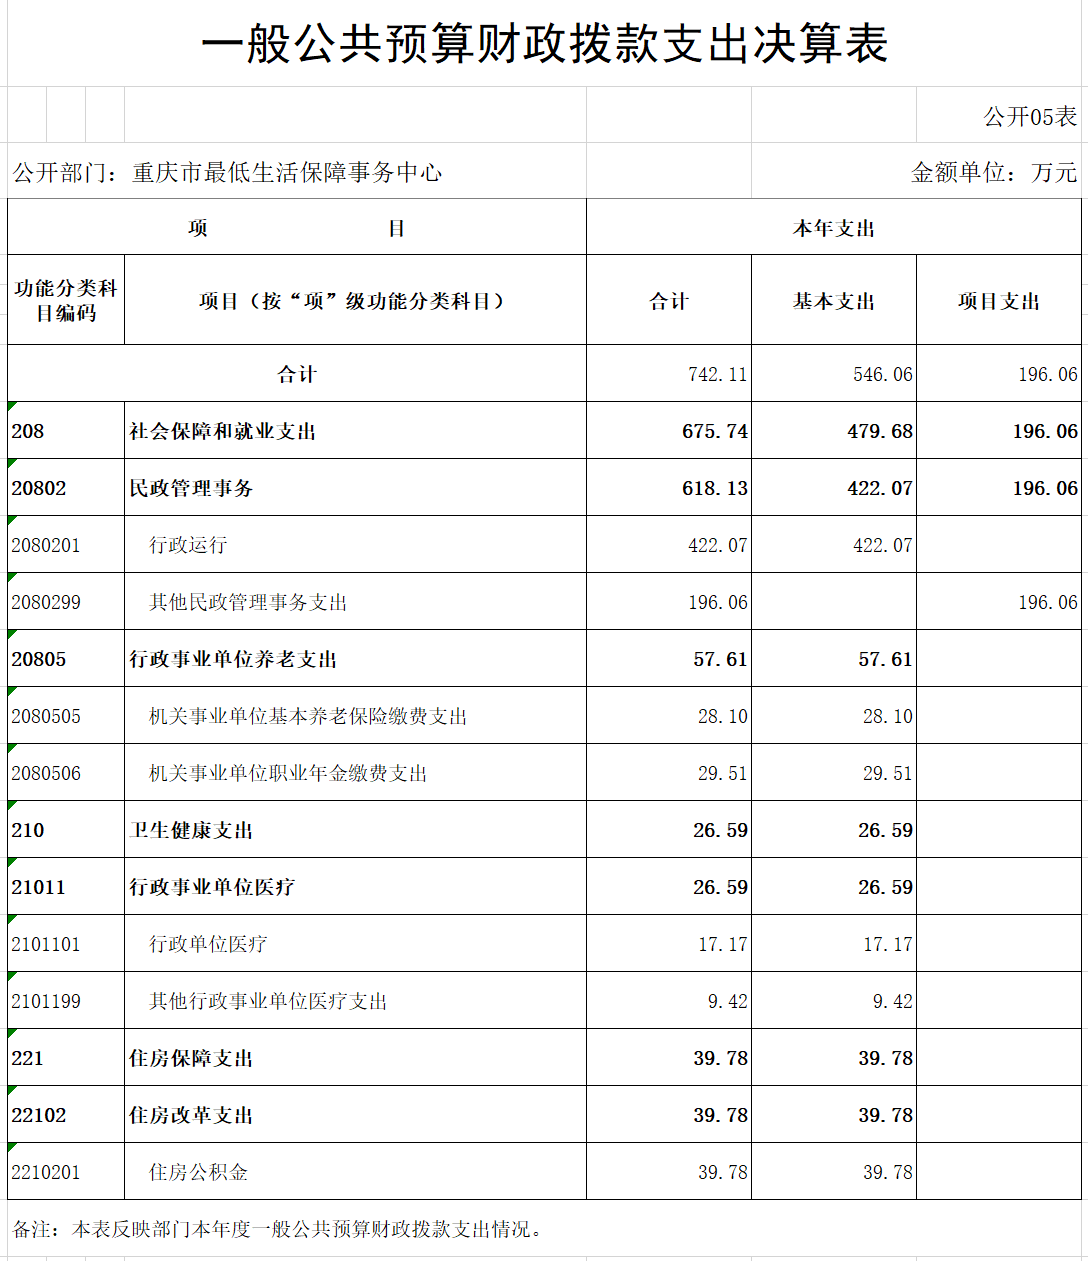 一般公共预算财政拨款支出决算表
公开05表
公开部门：重庆市最低生活保障事务中心 金额单位：万元
项 目 本年支出
功能分类科目编码 项目（按“项”级功能分类科目） 合计 基本支出 项目支出
合计 742.11 546.06 196.06
208 社会保障和就业支出 675.74 479.68 196.06
20802 民政管理事务 618.13 422.07 196.06
2080201 行政运行 422.07 422.07
2080299 其他民政管理事务支出 196.06 196.06
20805 行政事业单位养老支出 57.61 57.61
2080505 机关事业单位基本养老保险缴费支出 28.10 28.10
2080506 机关事业单位职业年金缴费支出 29.51 29.51
210 卫生健康支出 26.59 26.59
21011 行政事业单位医疗 26.59 26.59
2101101 行政单位医疗 17.17 17.17
2101199 其他行政事业单位医疗支出 9.42 9.42
221 住房保障支出 39.78 39.78
22102 住房改革支出 39.78 39.78
2210201 住房公积金 39.78 39.78
备注：本表反映部门本年度一般公共预算财政拨款支出情况。